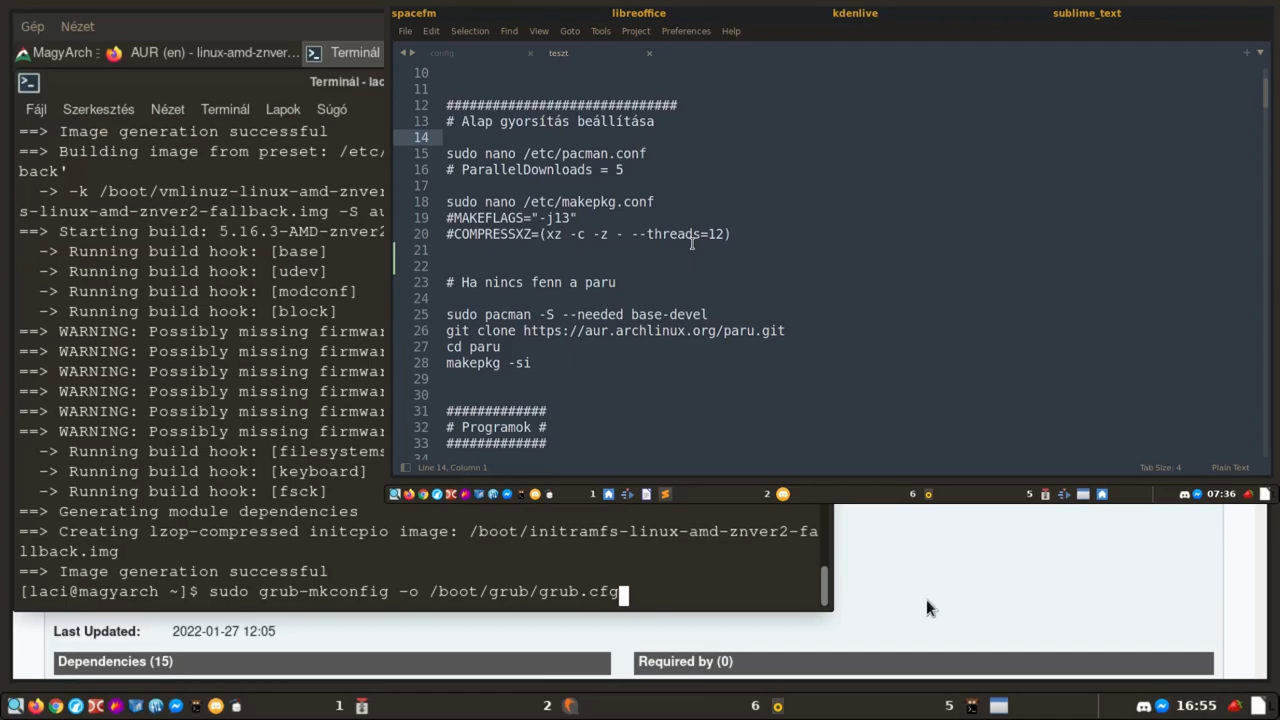 Gép Nézet
MagyArch :
AUR (en) - linux-amd-znver...
Terminál
Terminál - lac
Fájl Szerkesztés Nézet Terminál Lapok Súgó
==> Image generation successful
==> Building image from preset: /etc/
back'
-> -k /boot/vmlinuz-linux-amd-znver
s-linux-amd-znver2-fallback.img -S au
==> Starting build: 5.16.3-AMD-znver2
-> Running build hook: [base]
-> Running build hook: [udev]
-> Running build hook: [modconf]
-> Running build hook: [block]
==> WARNING: Possibly missing firmwar
==> WARNING: Possibly missing firmwar
==> WARNING: Possibly missing firmwar
==> WARNING: Possibly missing firmwar
==> WARNING: Possibly missing firmwar
==> WARNING: Possibly missing firmwar
-> Running build hook: [filesystems
-> Running build hook: [keyboard]
-> Running build hook: [fsck]
==> Generating module dependencies
==> Creating lzop-compressed initcpio image: /boot/initramfs-linux-amd-znver2-fa
llback.img
==> Image generation successful
[laci@magyarch ~]$ sudo grub-mkconfig -o /boot/grub/grub.cfg
spacefm libreoffice kdenlive sublime_text
File Edit Selection Find View Goto Tools Project Preferences Help
config × teszt ×
10
11
12 ##############################
13 # Alap gyorsítás beállítása
14
15 sudo nano /etc/pacman.conf
16 # ParallelDownloads = 5
17
18 sudo nano /etc/makepkg.conf
19 #MAKEFLAGS="-j13"
20 #COMPRESSXZ=(xz -c -z - --threads=12)
21
22
23 # Ha nincs fenn a paru
24
25 sudo pacman -S --needed base-devel
26 git clone https://aur.archlinux.org/paru.git
27 cd paru
28 makepkg -si
29
30
31 #############
32 # Programok #
33 #############
34
Line 14, Column 1 Tab Size: 4 Plain Text
1 2 6 5 07:36
Last Updated: 2022-01-27 12:05
Dependencies (15) Required by (0)
1 2 6 5 16:55